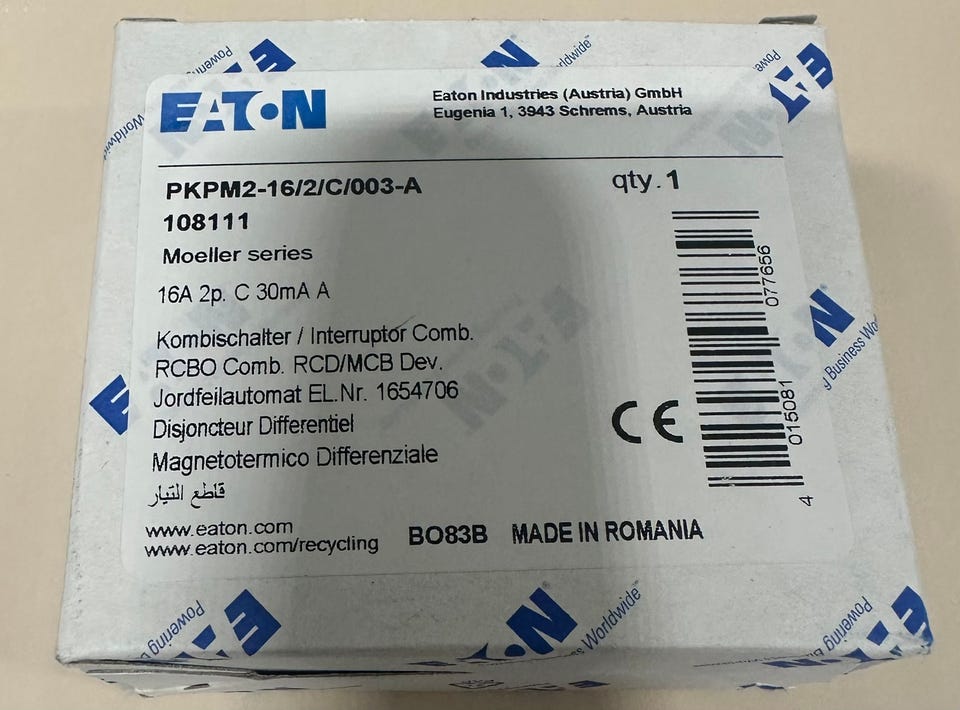 Powering Business Worldwide
EATON
Eaton Industries (Austria) GmbH
Eugenia 1, 3943 Schrems, Austria
PKPM2-16/2/C/003-A
qty.1
108111
Moeller series
16A 2p. C 30mA A
Kombischalter / Interruptor Comb.
RCBO Comb. RCD/MCB Dev.
Jordfeilautomat EL.Nr. 1654706
Disjoncteur Differentiel
Magnetotermico Differenziale
قاطع التيار
www.eaton.com
www.eaton.com/recycling
BO83B MADE IN ROMANIA
CE
4 015081 077656